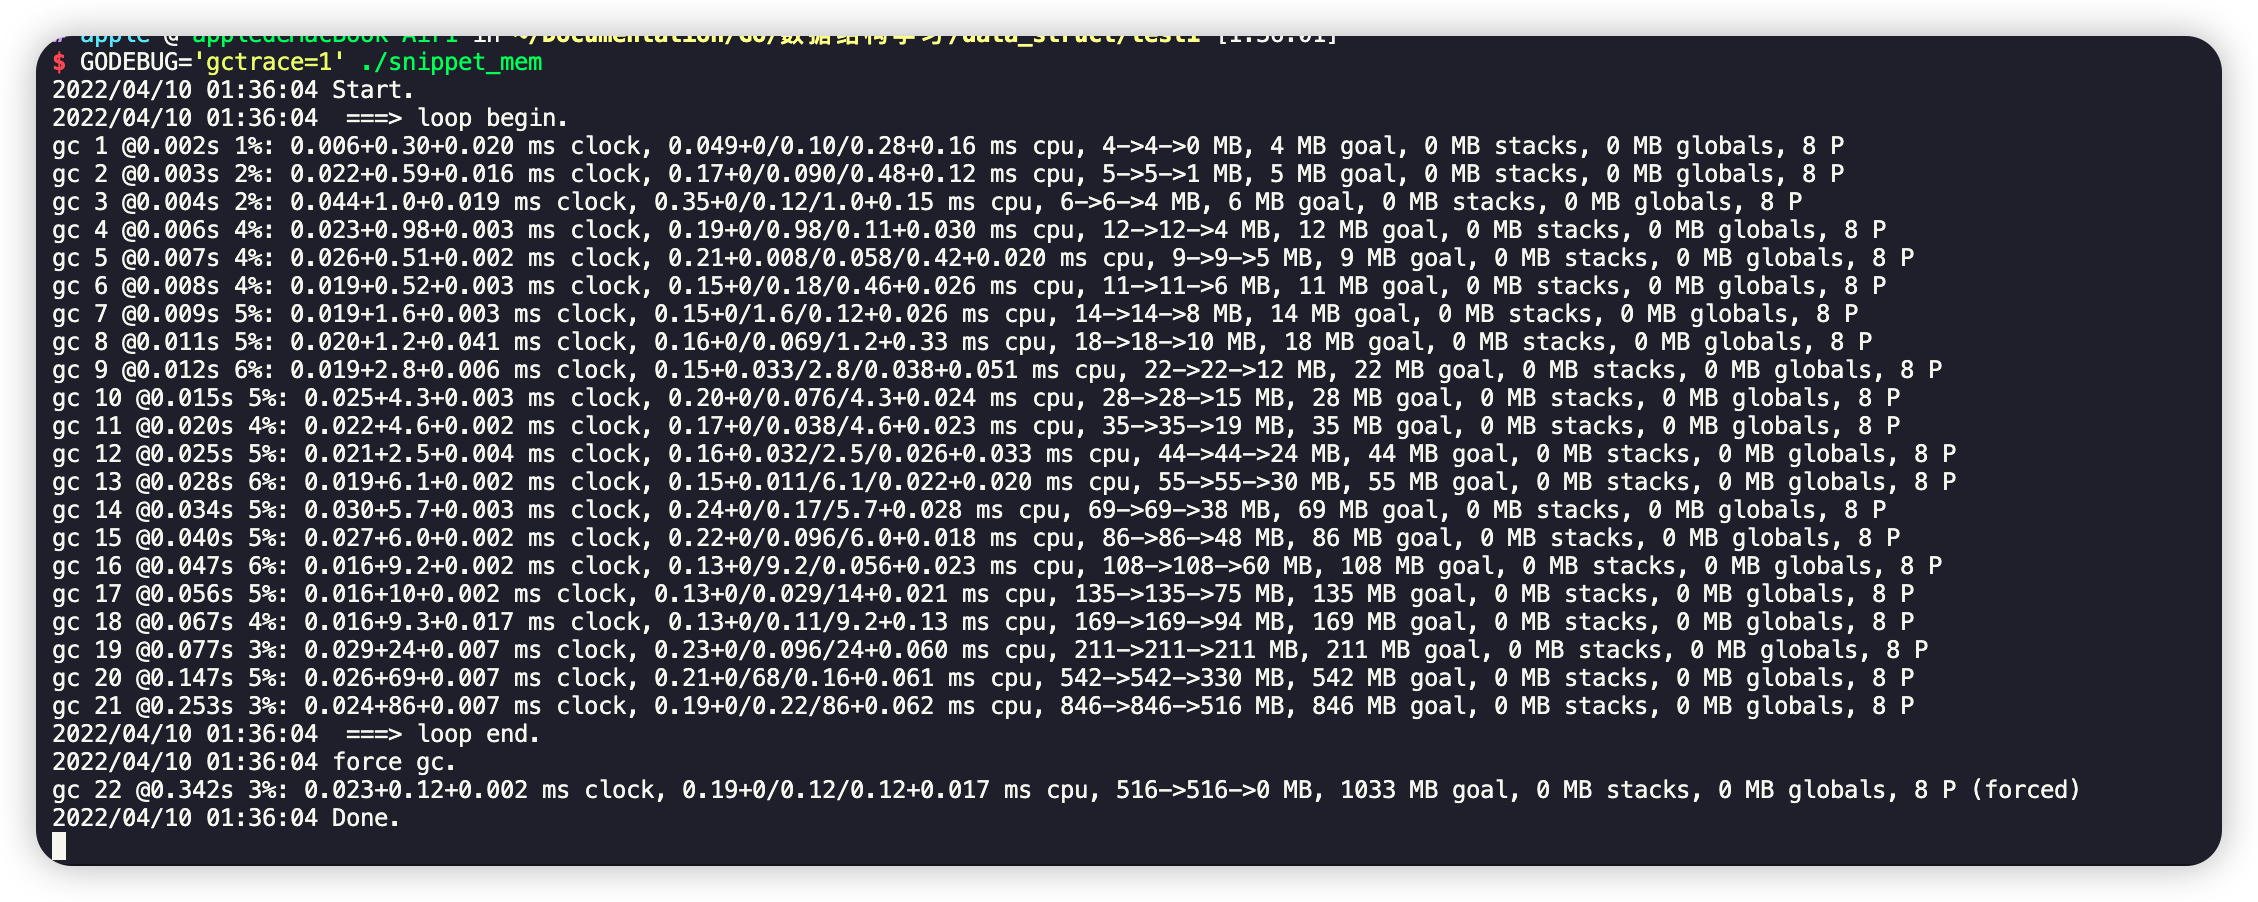 apple @ in ~/Documentation/Go/数据结构学习/data_struct/test1 [1:36:01]
$ GODEBUG='gctrace=1' ./snippet_mem
2022/04/10 01:36:04 Start.
2022/04/10 01:36:04  ===> loop begin.
gc 1 @0.002s 1%: 0.006+0.30+0.020 ms clock, 0.049+0/0.10/0.28+0.16 ms cpu, 4->4->0 MB, 4 MB goal, 0 MB stacks, 0 MB globals, 8 P
gc 2 @0.003s 2%: 0.022+0.59+0.016 ms clock, 0.17+0/0.090/0.48+0.12 ms cpu, 5->5->1 MB, 5 MB goal, 0 MB stacks, 0 MB globals, 8 P
gc 3 @0.004s 2%: 0.044+1.0+0.019 ms clock, 0.35+0/0.12/1.0+0.15 ms cpu, 6->6->4 MB, 6 MB goal, 0 MB stacks, 0 MB globals, 8 P
gc 4 @0.006s 4%: 0.023+0.98+0.003 ms clock, 0.19+0/0.98/0.11+0.030 ms cpu, 12->12->4 MB, 12 MB goal, 0 MB stacks, 0 MB globals, 8 P
gc 5 @0.007s 4%: 0.026+0.51+0.002 ms clock, 0.21+0.008/0.058/0.42+0.020 ms cpu, 9->9->5 MB, 9 MB goal, 0 MB stacks, 0 MB globals, 8 P
gc 6 @0.008s 4%: 0.019+0.52+0.003 ms clock, 0.15+0/0.18/0.46+0.026 ms cpu, 11->11->6 MB, 11 MB goal, 0 MB stacks, 0 MB globals, 8 P
gc 7 @0.009s 5%: 0.019+1.6+0.003 ms clock, 0.15+0/1.6/0.12+0.026 ms cpu, 14->14->8 MB, 14 MB goal, 0 MB stacks, 0 MB globals, 8 P
gc 8 @0.011s 5%: 0.020+1.2+0.041 ms clock, 0.16+0/0.069/1.2+0.33 ms cpu, 18->18->10 MB, 18 MB goal, 0 MB stacks, 0 MB globals, 8 P
gc 9 @0.012s 6%: 0.019+2.8+0.006 ms clock, 0.15+0.033/2.8/0.038+0.051 ms cpu, 22->22->12 MB, 22 MB goal, 0 MB stacks, 0 MB globals, 8 P
gc 10 @0.015s 5%: 0.025+4.3+0.003 ms clock, 0.20+0/0.076/4.3+0.024 ms cpu, 28->28->15 MB, 28 MB goal, 0 MB stacks, 0 MB globals, 8 P
gc 11 @0.020s 4%: 0.022+4.6+0.002 ms clock, 0.17+0/0.038/4.6+0.023 ms cpu, 35->35->19 MB, 35 MB goal, 0 MB stacks, 0 MB globals, 8 P
gc 12 @0.025s 5%: 0.021+2.5+0.004 ms clock, 0.16+0.032/2.5/0.026+0.033 ms cpu, 44->44->24 MB, 44 MB goal, 0 MB stacks, 0 MB globals, 8 P
gc 13 @0.028s 6%: 0.019+6.1+0.002 ms clock, 0.15+0.011/6.1/0.022+0.020 ms cpu, 55->55->30 MB, 55 MB goal, 0 MB stacks, 0 MB globals, 8 P
gc 14 @0.034s 5%: 0.030+5.7+0.003 ms clock, 0.24+0/0.17/5.7+0.028 ms cpu, 69->69->38 MB, 69 MB goal, 0 MB stacks, 0 MB globals, 8 P
gc 15 @0.040s 5%: 0.027+6.0+0.002 ms clock, 0.22+0/0.096/6.0+0.018 ms cpu, 86->86->48 MB, 86 MB goal, 0 MB stacks, 0 MB globals, 8 P
gc 16 @0.047s 6%: 0.016+9.2+0.002 ms clock, 0.13+0/9.2/0.056+0.023 ms cpu, 108->108->60 MB, 108 MB goal, 0 MB stacks, 0 MB globals, 8 P
gc 17 @0.056s 5%: 0.016+10+0.002 ms clock, 0.13+0/0.029/14+0.021 ms cpu, 135->135->75 MB, 135 MB goal, 0 MB stacks, 0 MB globals, 8 P
gc 18 @0.067s 4%: 0.016+9.3+0.017 ms clock, 0.13+0/0.11/9.2+0.13 ms cpu, 169->169->94 MB, 169 MB goal, 0 MB stacks, 0 MB globals, 8 P
gc 19 @0.077s 3%: 0.029+24+0.007 ms clock, 0.23+0/0.096/24+0.060 ms cpu, 211->211->211 MB, 211 MB goal, 0 MB stacks, 0 MB globals, 8 P
gc 20 @0.147s 5%: 0.026+69+0.007 ms clock, 0.21+0/68/0.16+0.061 ms cpu, 542->542->330 MB, 542 MB goal, 0 MB stacks, 0 MB globals, 8 P
gc 21 @0.253s 3%: 0.024+86+0.007 ms clock, 0.19+0/0.22/86+0.062 ms cpu, 846->846->516 MB, 846 MB goal, 0 MB stacks, 0 MB globals, 8 P
2022/04/10 01:36:04  ===> loop end.
2022/04/10 01:36:04 force gc.
gc 22 @0.342s 3%: 0.023+0.12+0.002 ms clock, 0.19+0/0.12/0.12+0.017 ms cpu, 516->516->0 MB, 1033 MB goal, 0 MB stacks, 0 MB globals, 8 P (forced)
2022/04/10 01:36:04 Done.